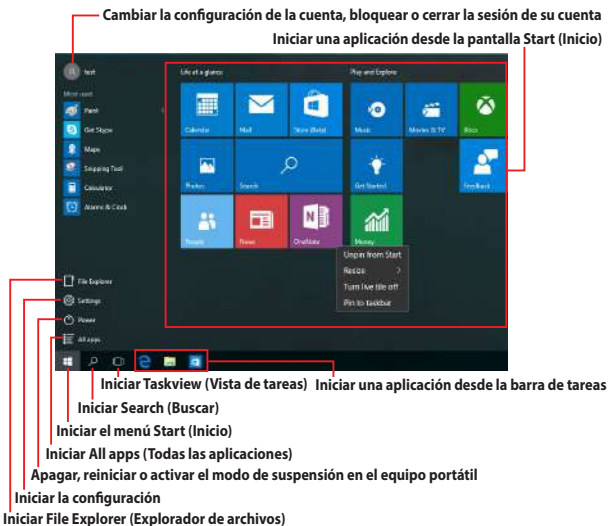 Cambiar la configuración de la cuenta, bloquear o cerrar la sesión de su cuenta
Iniciar una aplicación desde la pantalla Start (Inicio)
test
Life at a glance
Play and Explore
Most used
Paint
Get Skype
Maps
Snipping Tool
Calculator
Alarms & Clock
Calendar
Mail
Store (Beta)
Music
Movies & TV
Xbox
Photos
Search
Get Started
Feedback
People
News
OneNote
Money
Unpin from Start
Resize
Turn live tile off
Pin to taskbar
File Explorer
Settings
Power
All apps
Iniciar Taskview (Vista de tareas)
Iniciar una aplicación desde la barra de tareas
Iniciar Search (Buscar)
Iniciar el menú Start (Inicio)
Iniciar All apps (Todas las aplicaciones)
Apagar, reiniciar o activar el modo de suspensión en el equipo portátil
Iniciar la configuración
Iniciar File Explorer (Explorador de archivos)